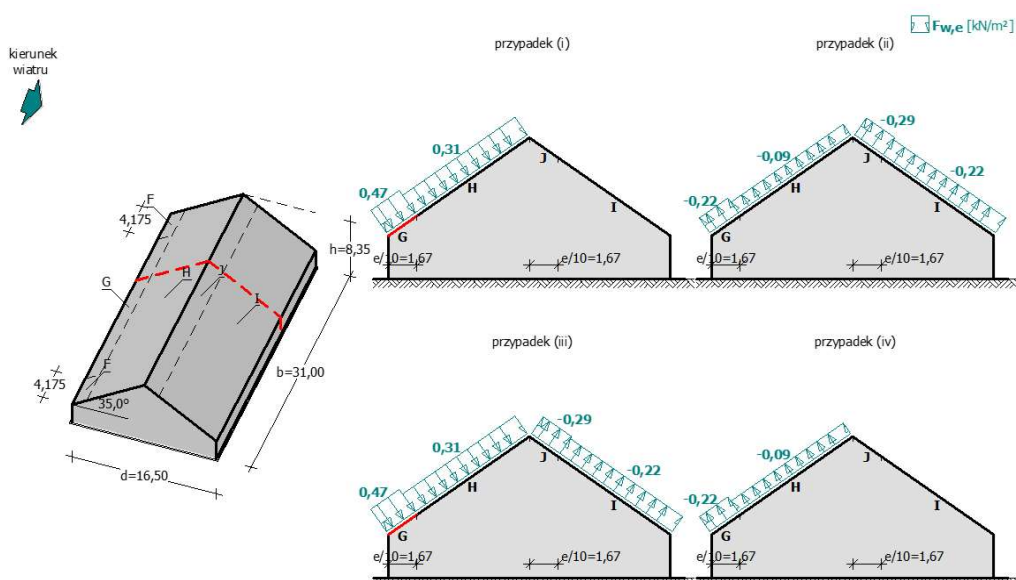 Fw,e [kN/m²]
kierunek
wiatru
przypadek (i)
przypadek (ii)
F
4,175
G
H
J
I
F
4,175
35,0º
d=16,50
b=31,00
h=8,35
0,47
0,31
G
H
J
I
e/10=1,67
e/10=1,67
-0,22
-0,09
-0,29
-0,22
G
H
J
I
e/10=1,67
e/10=1,67
przypadek (iii)
przypadek (iv)
0,47
0,31
-0,29
-0,22
G
H
J
I
e/10=1,67
e/10=1,67
-0,22
-0,09
G
H
J
I
e/10=1,67
e/10=1,67